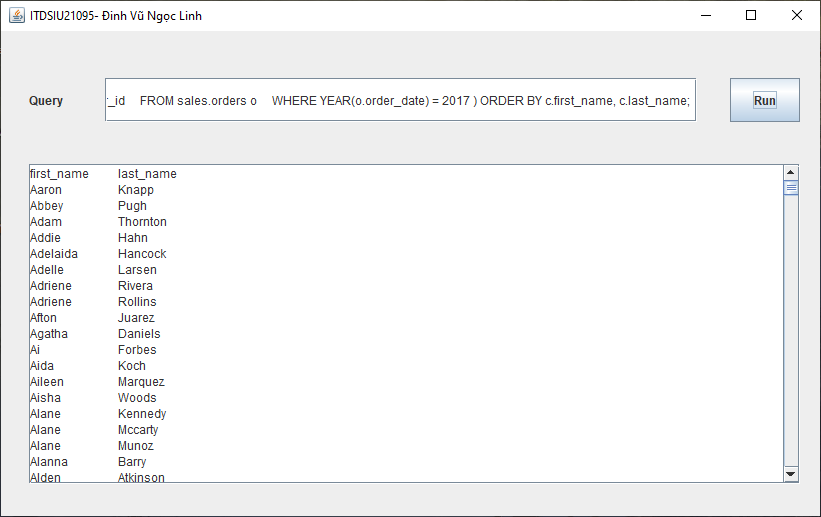 ITDSIU21095- Đinh Vũ Ngọc Linh
Query
_id FROM sales.orders o WHERE YEAR(o.order_date) = 2017 ) ORDER BY c.first_name, c.last_name;
Run
first_name last_name
Aaron Knapp
Abbey Pugh
Adam Thornton
Addie Hahn
Adelaida Hancock
Adelle Larsen
Adriene Rivera
Adriene Rollins
Afton Juarez
Agatha Daniels
Ai Forbes
Aida Koch
Aileen Marquez
Aisha Woods
Alane Kennedy
Alane Mccarty
Alane Munoz
Alanna Barry
Alden Atkinson